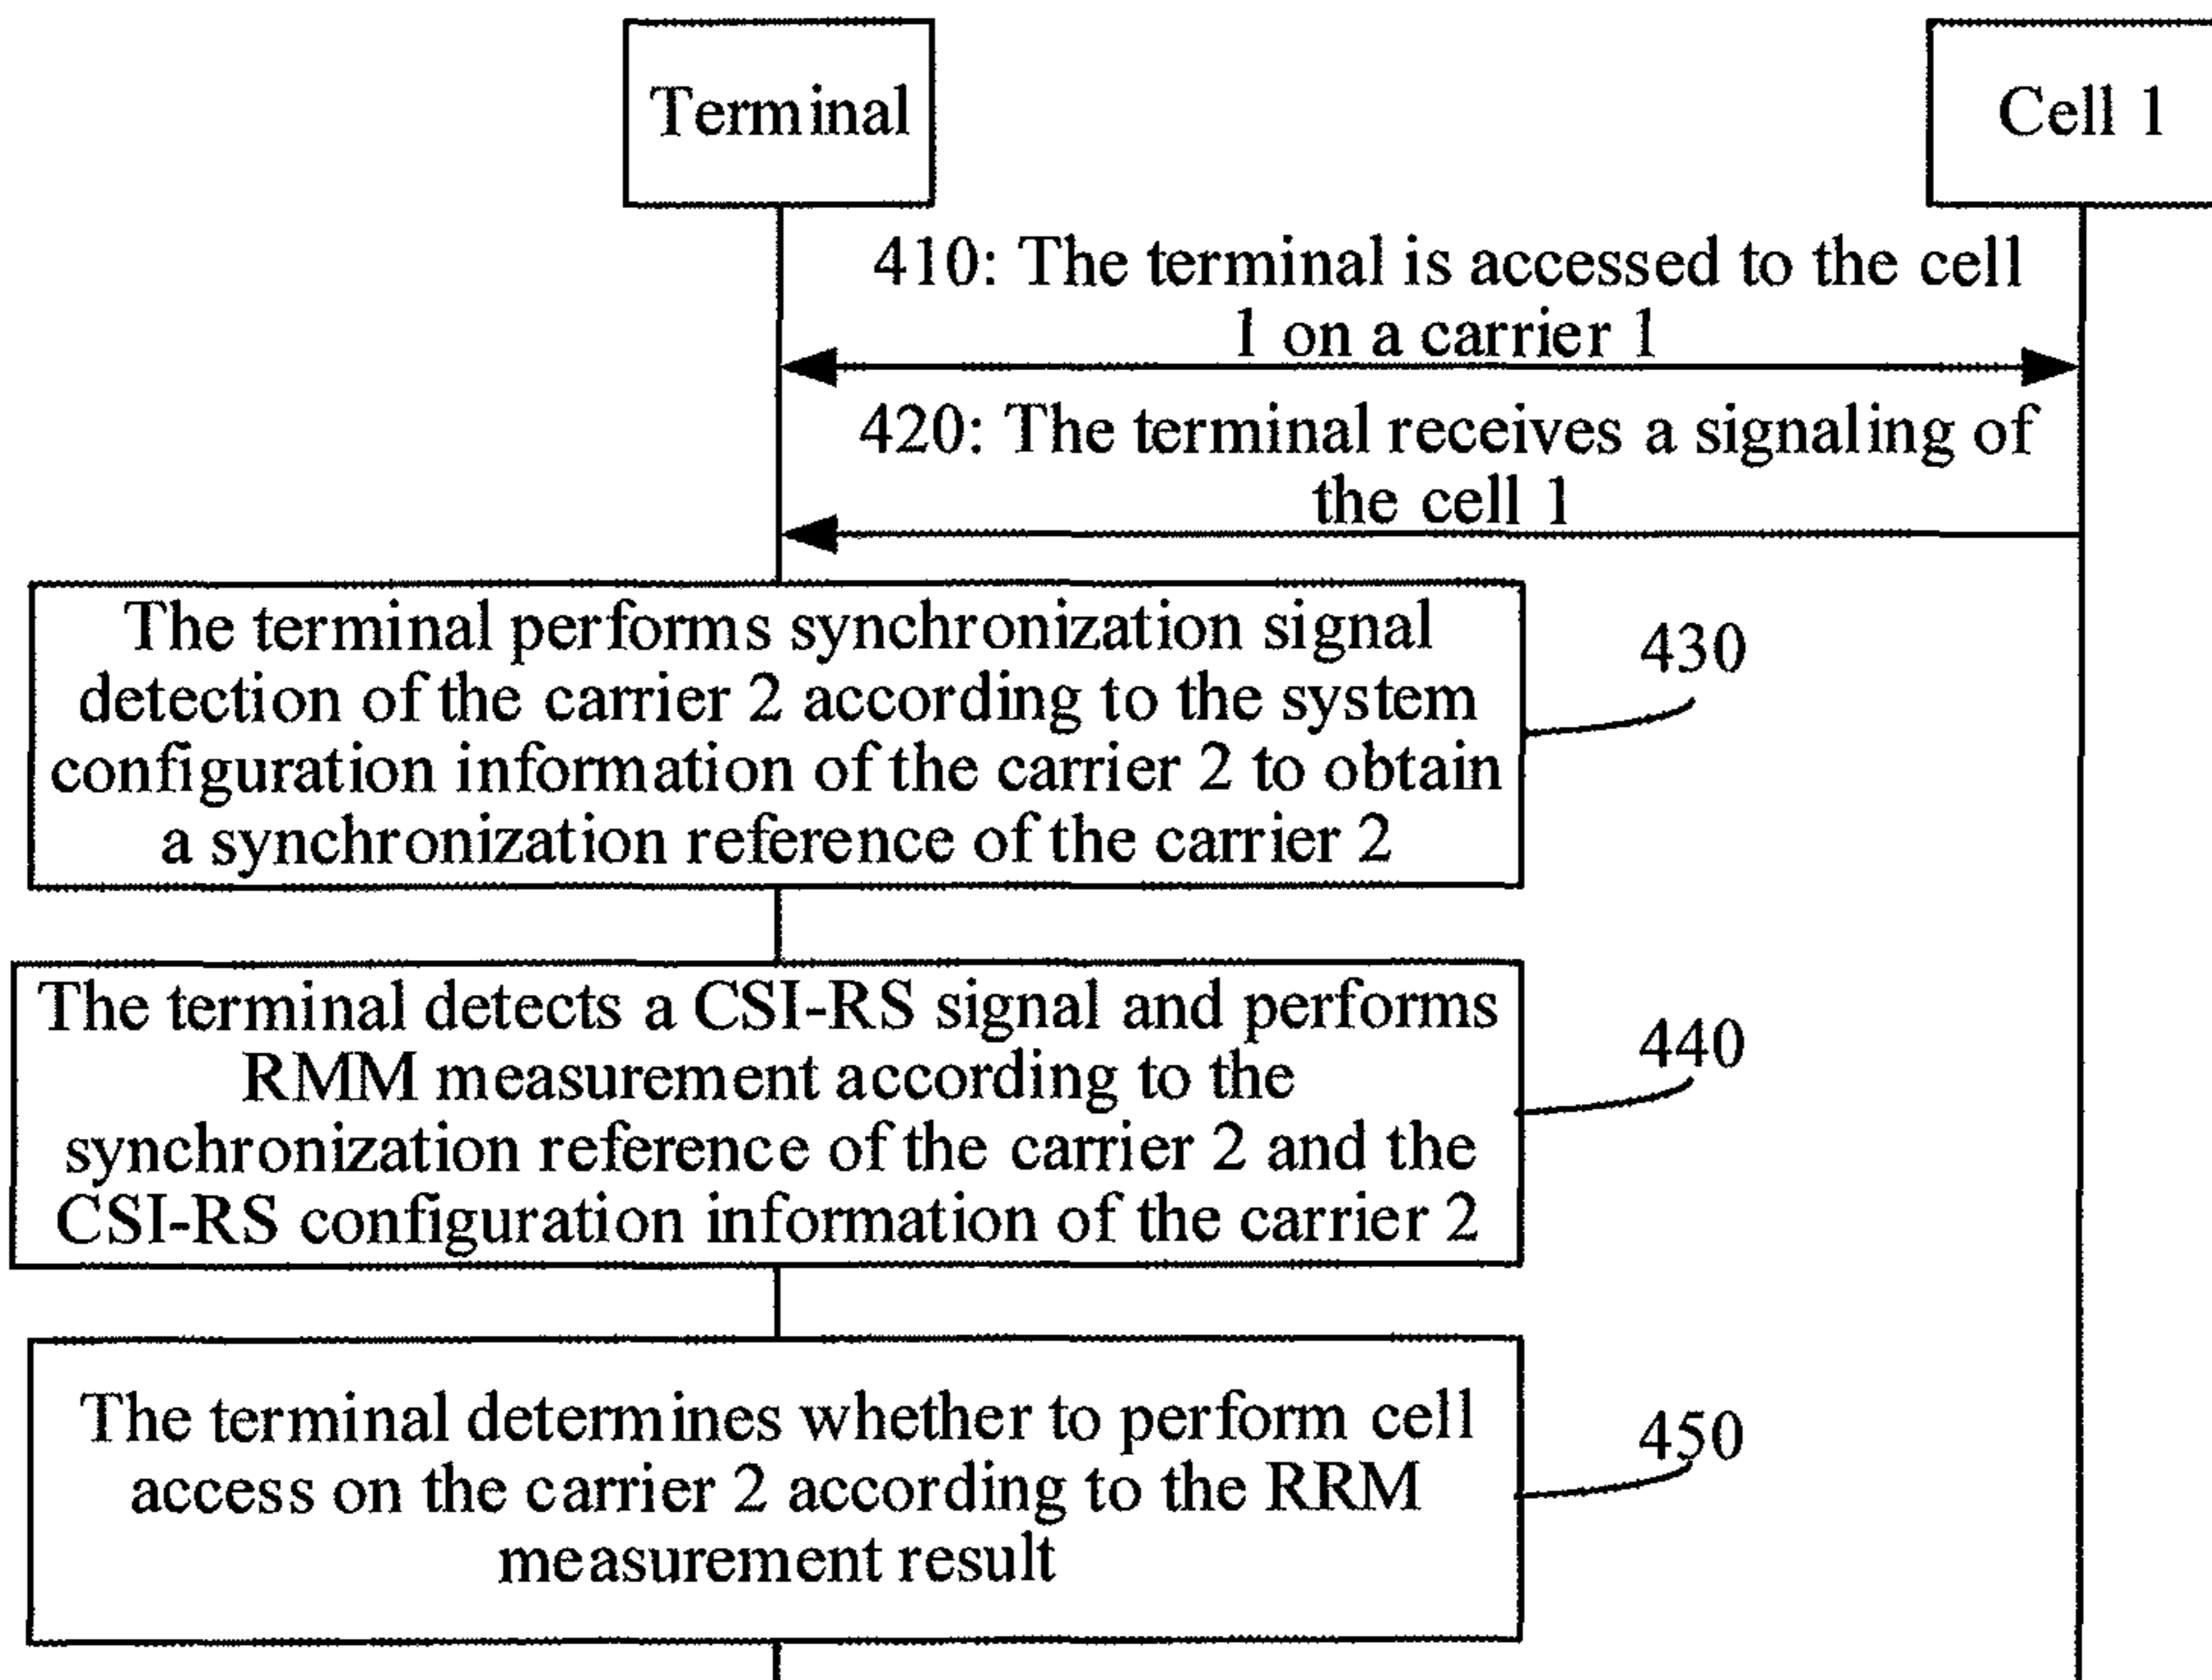 Terminal
Cell 1
410: The terminal is accessed to the cell
1 on a carrier 1
420: The terminal receives a signaling of
the cell 1
The terminal performs synchronization signal
detection of the carrier 2 according to the system
configuration information of the carrier 2 to obtain
a synchronization reference of the carrier 2
430
The terminal detects a CSI-RS signal and performs
RMM measurement according to the
synchronization reference of the carrier 2 and the
CSI-RS configuration information of the carrier 2
440
The terminal determines whether to perform cell
access on the carrier 2 according to the RRM
measurement result
450